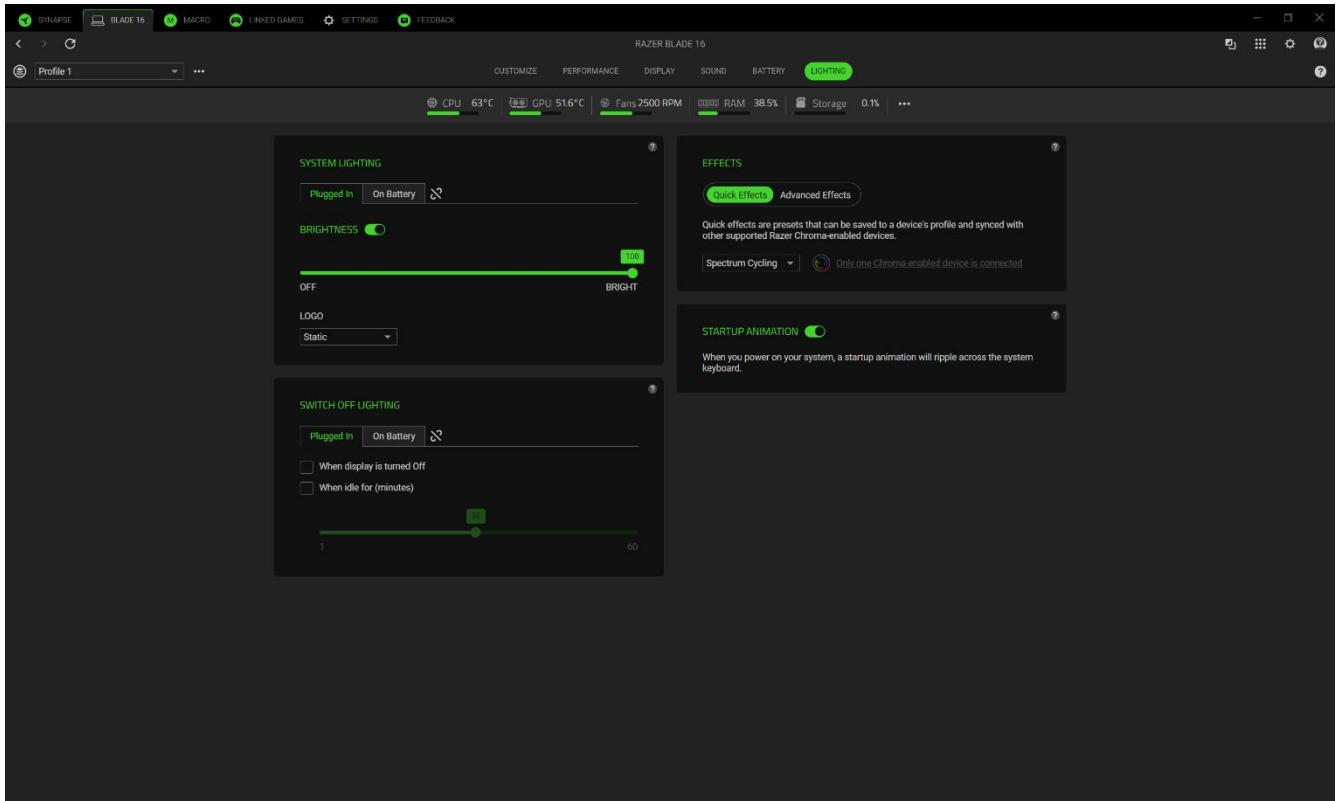 SYNAPSE BLADE 16 MACRO LINKED GAMES SETTINGS FEEDBACK
RAZER BLADE 16
Profile 1 CUSTOMIZE PERFORMANCE DISPLAY SOUND BATTERY LIGHTING
CPU 63°C GPU 51.6°C Fans 2500 RPM RAM 38.5% Storage 0.1%
SYSTEM LIGHTING
Plugged In On Battery
BRIGHTNESS
100
OFF BRIGHT
LOGO
Static
SWITCH OFF LIGHTING
Plugged In On Battery
When display is turned Off
When idle for (minutes)
1 60
EFFECTS
Quick Effects Advanced Effects
Quick effects are presets that can be saved to a device's profile and synced with
other supported Razer Chroma-enabled devices.
Spectrum Cycling Only one Chroma-enabled device is connected
STARTUP ANIMATION
When you power on your system, a startup animation will ripple across the system
keyboard.